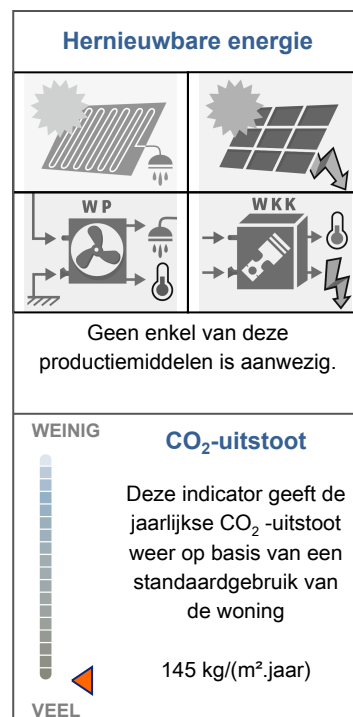 Hernieuwbare energie
WP
WKK
Geen enkel van deze
productiemiddelen is aanwezig.
WEINIG
CO₂-uitstoot
Deze indicator geeft de
jaarlijkse CO₂ -uitstoot
weer op basis van een
standaardgebruik van
de woning
145 kg/(m².jaar)
VEEL